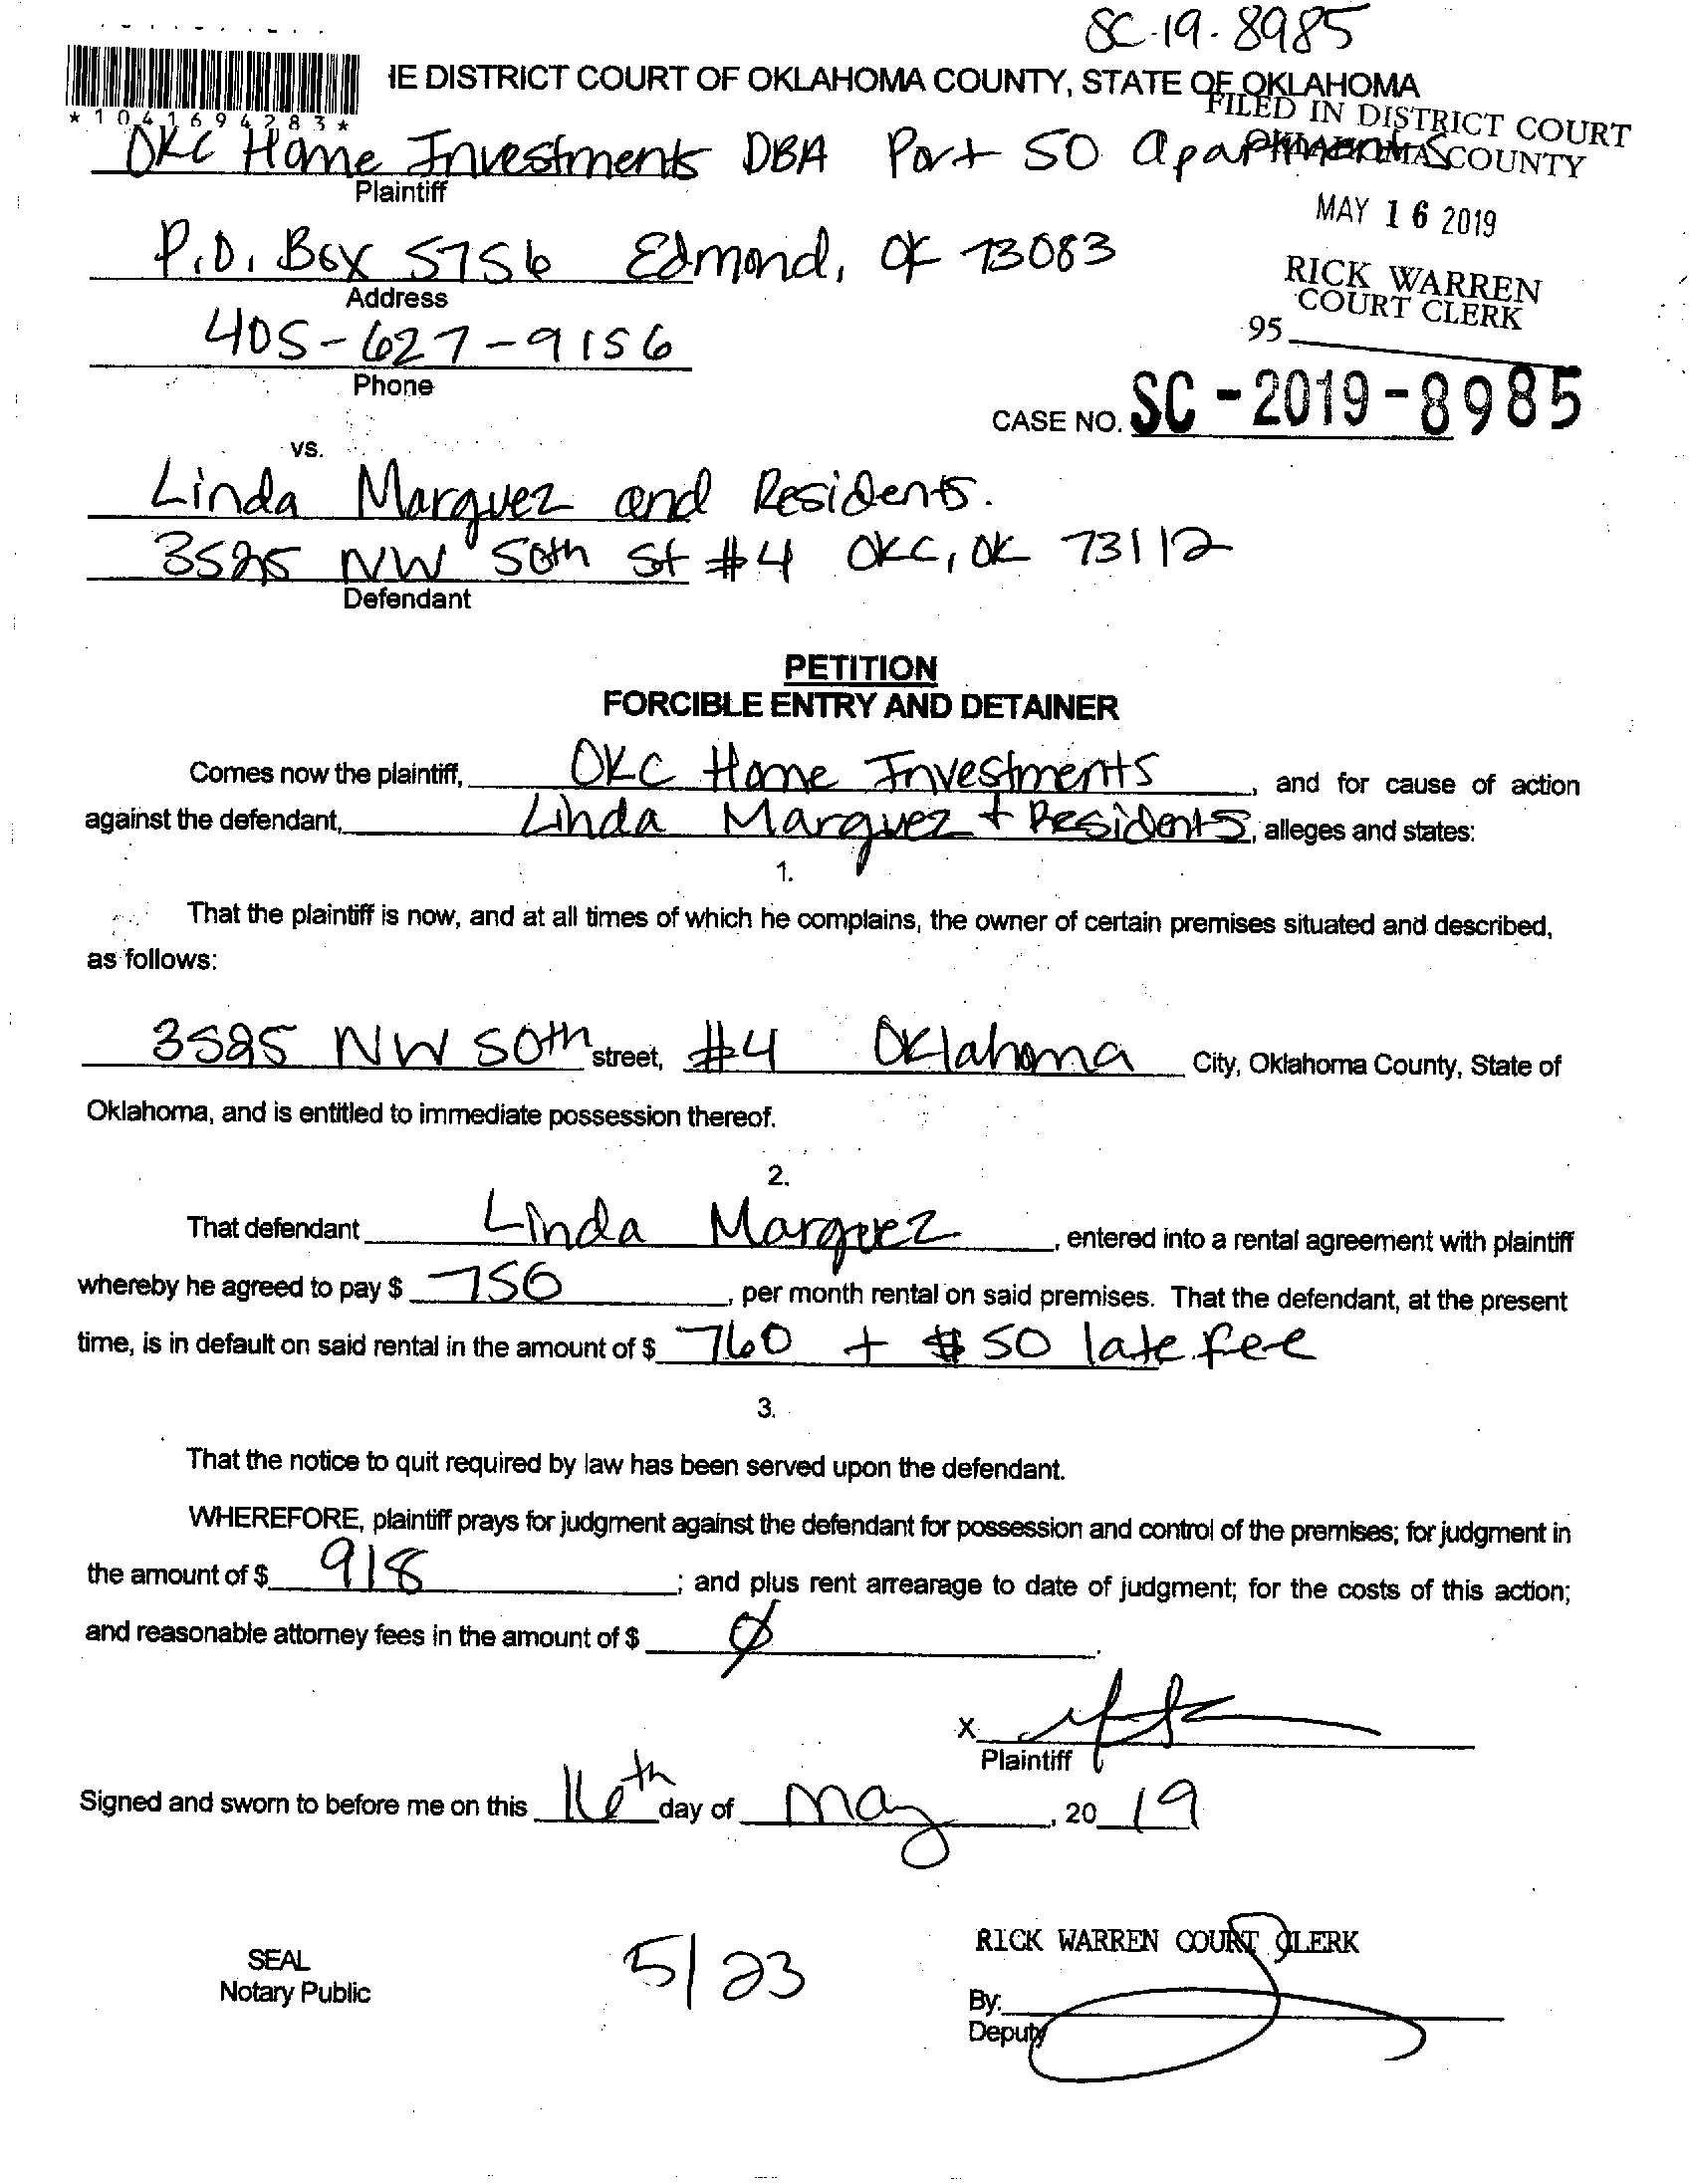 SC-19-8985
IE DISTRICT COURT OF OKLAHOMA COUNTY, STATE OF OKLAHOMA
*1041694283*
FILED IN DISTRICT COURT
OKLAHOMA COUNTY
OKC Home Investments DBA Port 50 apartments
Plaintiff
MAY 16 2019
P.O. Box 5756 Edmond, OK 73083
Address
RICK WARREN
COURT CLERK
405-627-9156
95
Phone
CASE NO. SC-2019-8985
vs.
Linda Marquez and Residents.
3525 NW 50th St #4 OKC, OK 73112
Defendant
PETITION
FORCIBLE ENTRY AND DETAINER
Comes now the plaintiff, OKC Home Investments, and for cause of action
against the defendant, Linda Marquez + Residents, alleges and states:
1.
That the plaintiff is now, and at all times of which he complains, the owner of certain premises situated and described,
as follows:
3525 NW 50th street, #4 Oklahoma City, Oklahoma County, State of
Oklahoma, and is entitled to immediate possession thereof.
2.
That defendant Linda Marquez, entered into a rental agreement with plaintiff
whereby he agreed to pay $ , per month rental on said premises. That the defendant, at the present
time, is in default on said rental in the amount of $ 760 + $50 late fee
3.
That the notice to quit required by law has been served upon the defendant.
WHEREFORE, plaintiff prays for judgment against the defendant for possession and control of the premises; for judgment in
the amount of $ 918; and plus rent arrearage to date of judgment; for the costs of this action;
and reasonable attorney fees in the amount of $ Ø.
X
Plaintiff
Signed and sworn to before me on this 16th day of May, 2019
RICK WARREN COURT CLERK
SEAL
Notary Public
5/23
By:
Deputy